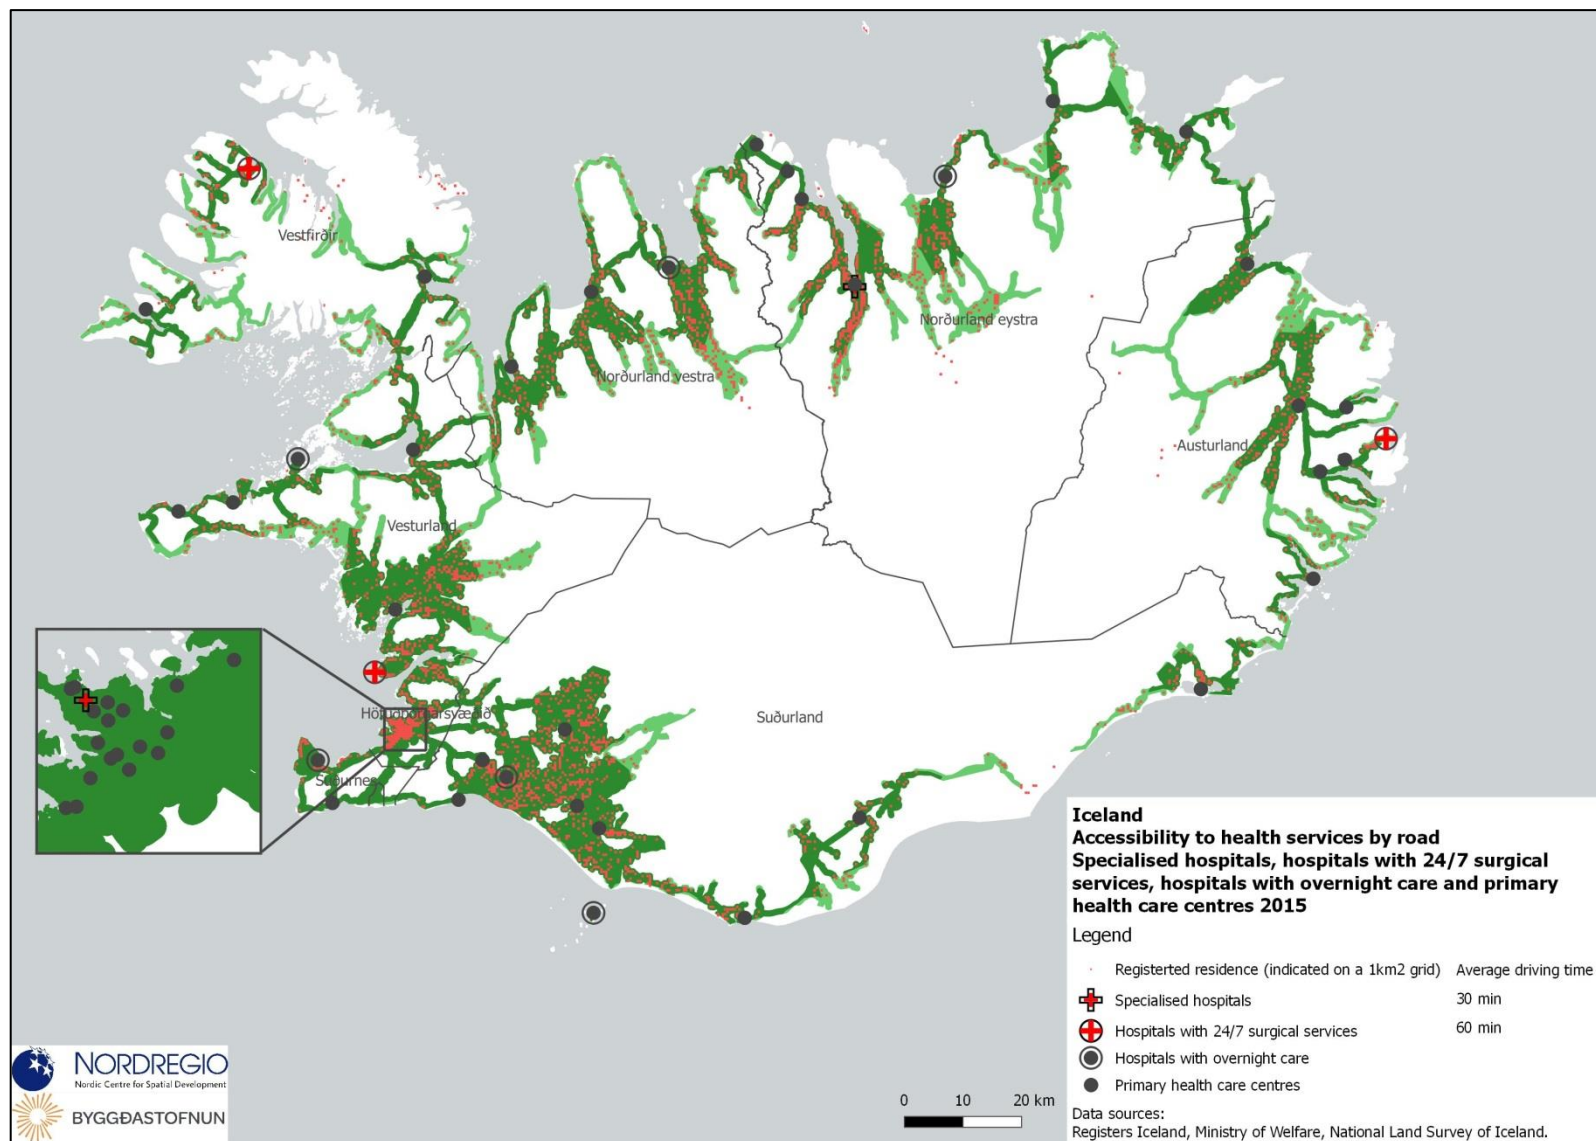 Vestfirðir
Norðurland eystra
Norðurland vestra
Austurland
Vesturland
Suðurland
Suðurnes
Iceland
Accessibility to health services by road
Specialised hospitals, hospitals with 24/7 surgical
services, hospitals with overnight care and primary
health care centres 2015
Legend
Registerted residence (indicated on a 1km2 grid) Average driving time
Specialised hospitals 30 min
Hospitals with 24/7 surgical services 60 min
Hospitals with overnight care
Primary health care centres
Data sources:
Registers Iceland, Ministry of Welfare, National Land Survey of Iceland.
0 10 20 km
NORDREGIO
Nordic Centre for Spatial Development
BYGGÐASTOFNUN